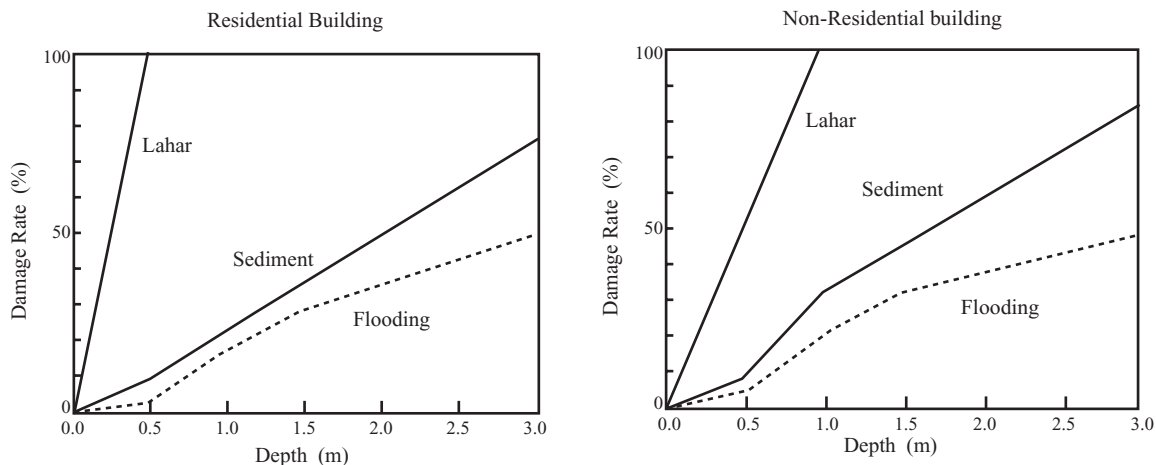 Residential Building
100
50
0
Damage Rate (%)
Lahar
Sediment
Flooding
0.0 0.5 1.0 1.5 2.0 2.5 3.0
Depth (m)
Non-Residential building
100
50
0
Damage Rate (%)
Lahar
Sediment
Flooding
0.0 0.5 1.0 1.5 2.0 2.5 3.0
Depth (m)